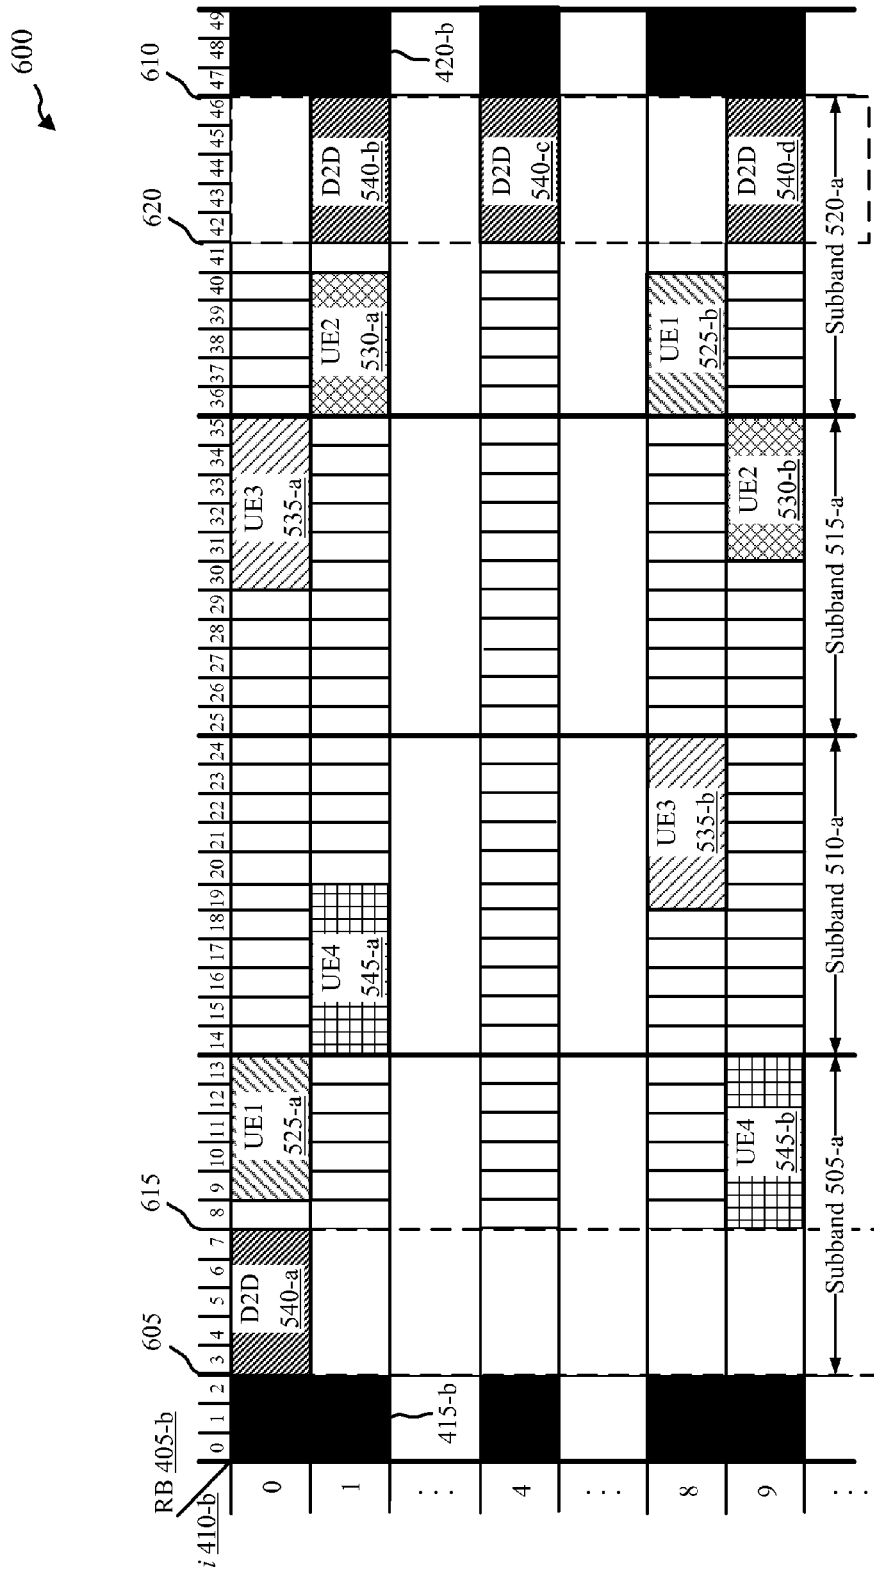 600
605 615 620 610
RB 405-b
i 410-b
0 1 2 3 4 5 6 7 8 9 10 11 12 13 14 15 16 17 18 19 20 21 22 23 24 25 26 27 28 29 30 31 32 33 34 35 36 37 38 39 40 41 42 43 44 45 46 47 48 49
0
D2D
540-a
UE1
525-a
UE3
535-a
1
UE4
545-a
UE2
530-a
D2D
540-b
...
415-b
420-b
4
D2D
540-c
...
8
UE3
535-b
UE1
525-b
9
UE4
545-b
UE2
530-b
D2D
540-d
Subband 505-a
Subband 510-a
Subband 515-a
Subband 520-a
...